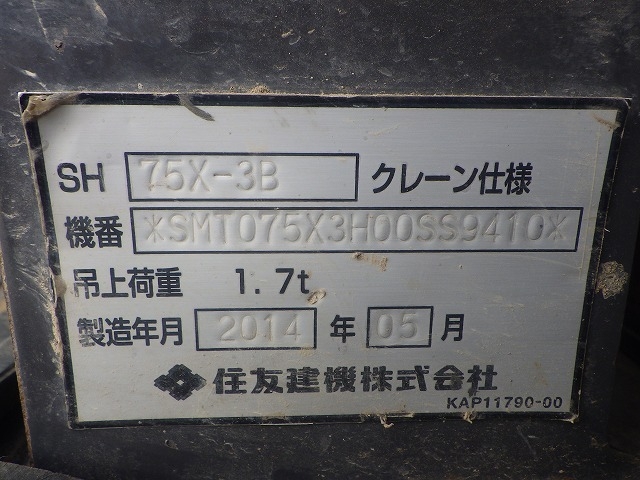 SH 75X-3B クレーン仕様
機番 *SMT075X3H00SS9410*
吊上荷重 1.7t
製造年月 2014 年 05 月
住友建機株式会社
KAP11790-00